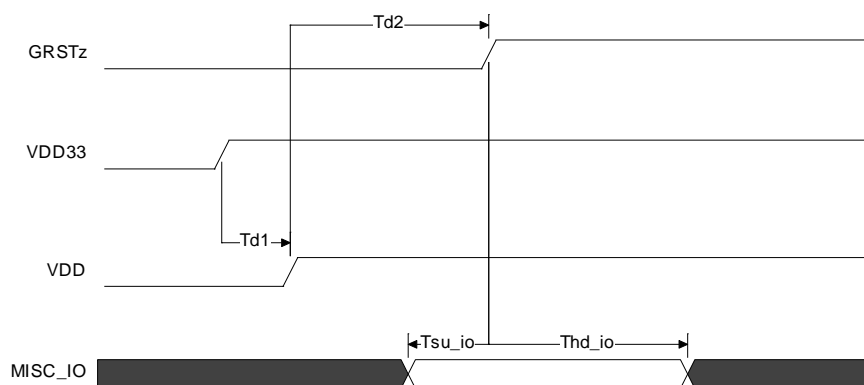 Td2
GRSTz
VDD33
Td1
VDD
Tsu_io Thd_io
MISC_IO